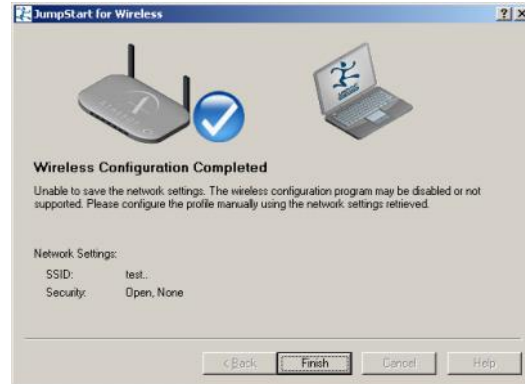 JumpStart for Wireless
Wireless Configuration Completed
Unable to save the network settings. The wireless configuration program may be disabled or not
supported. Please configure the profile manually using the network settings retrieved.
Network Settings:
SSID: test..
Security: Open, None
< Back Finish Cancel Help